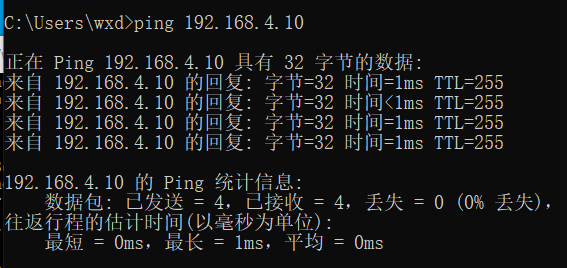 C:\Users\wxd>ping 192.168.4.10
正在 Ping 192.168.4.10 具有 32 字节的数据:
来自 192.168.4.10 的回复: 字节=32 时间=1ms TTL=255
来自 192.168.4.10 的回复: 字节=32 时间<1ms TTL=255
来自 192.168.4.10 的回复: 字节=32 时间=1ms TTL=255
来自 192.168.4.10 的回复: 字节=32 时间=1ms TTL=255
192.168.4.10 的 Ping 统计信息:
数据包: 已发送 = 4，已接收 = 4，丢失 = 0 (0% 丢失)，
往返行程的估计时间(以毫秒为单位):
最短 = 0ms，最长 = 1ms，平均 = 0ms